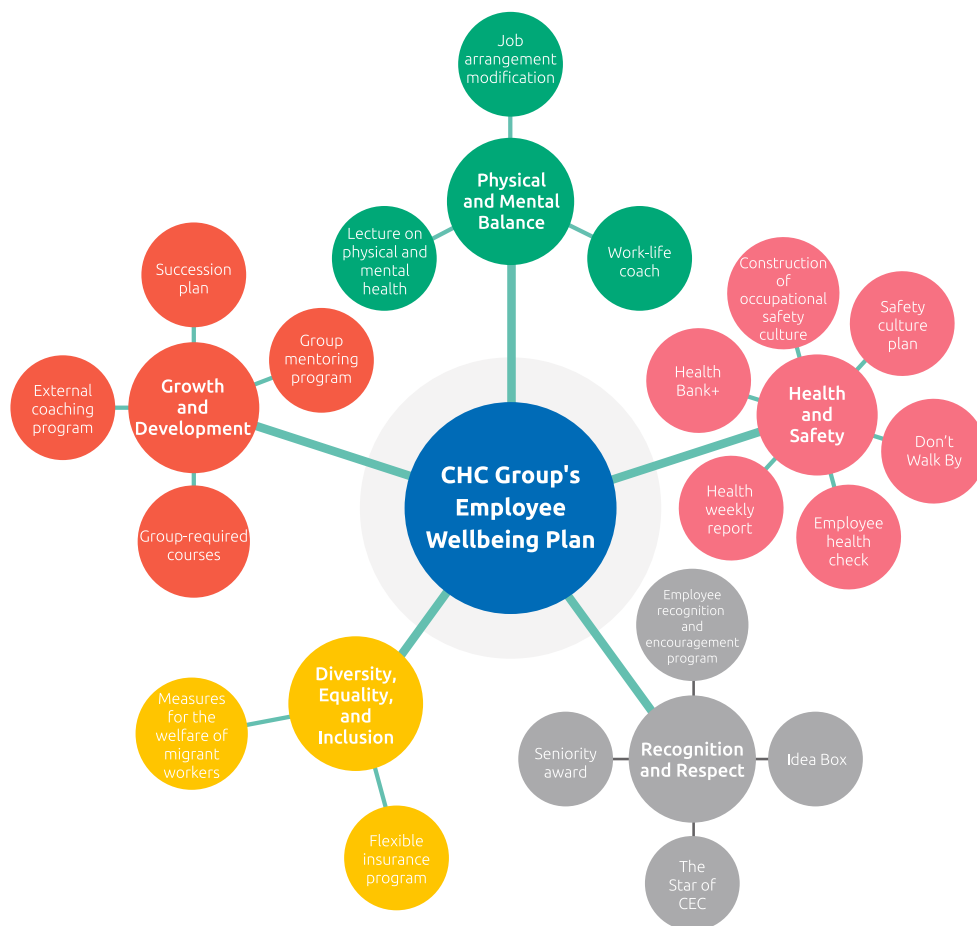 Job
arrangement
modification
Physical
and Mental
Balance
Lecture on
physical and
mental
health
Work-life
coach
Succession
plan
Group
mentoring
program
External
coaching
program
Growth
and
Development
Group-required
courses
Construction
of
occupational
safety
culture
Safety
culture
plan
Health
Bank+
Health
and
Safety
Don't
Walk By
Health
weekly
report
Employee
health
check
CHC Group's
Employee
Wellbeing Plan
Diversity,
Equality,
and
Inclusion
Measures
for the
welfare of
migrant
workers
Flexible
insurance
program
Employee
recognition
and
encouragement
program
Seniority
award
Recognition
and Respect
Idea Box
The
Star of
CEC